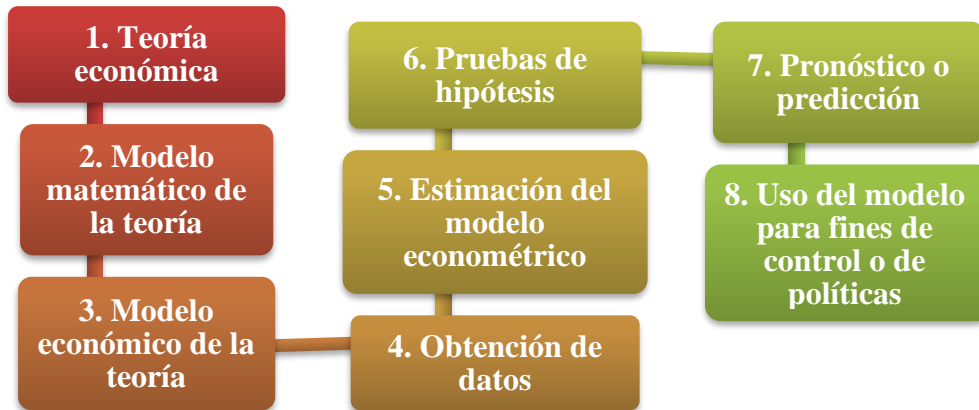 1. Teoría
económica
2. Modelo
matemático de
la teoría
3. Modelo
económico de la
teoría
4. Obtención de
datos
5. Estimación del
modelo
econométrico
6. Pruebas de
hipótesis
7. Pronóstico o
predicción
8. Uso del modelo
para fines de
control o de
políticas